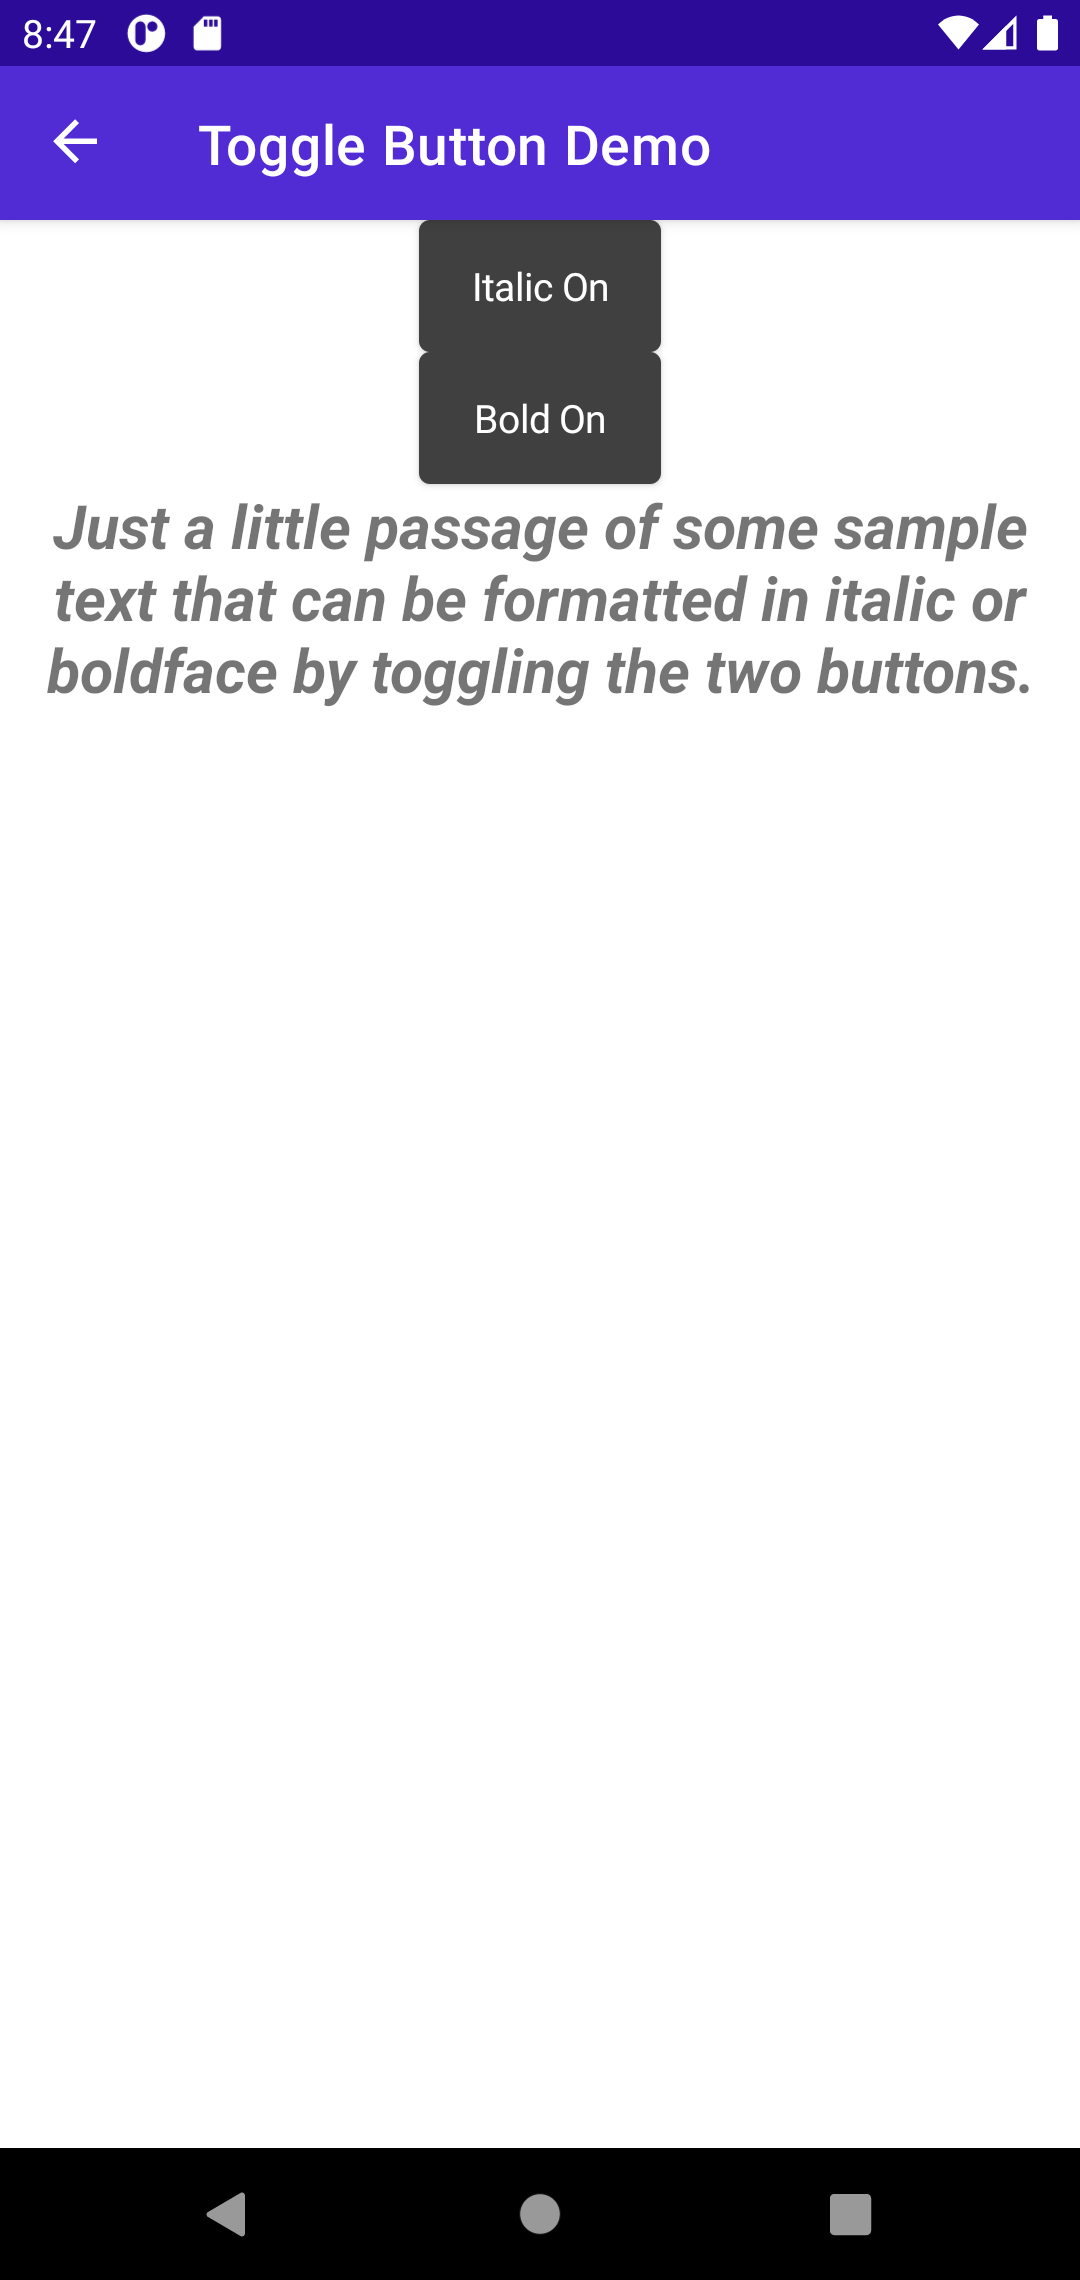 8:47
Toggle Button Demo
Italic On
Bold On
Just a little passage of some sample
text that can be formatted in italic or
boldface by toggling the two buttons.